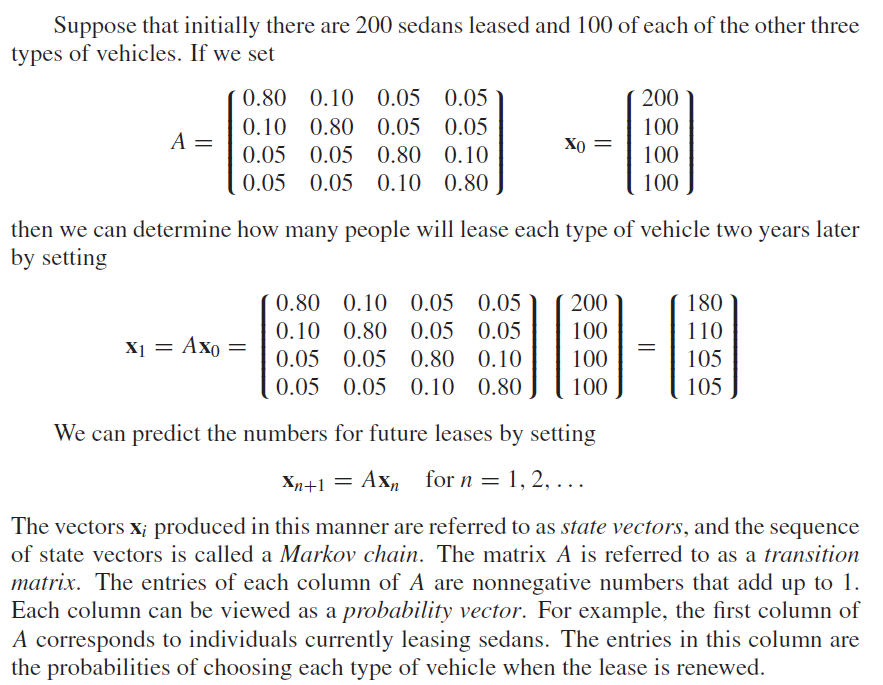 Suppose that initially there are 200 sedans leased and 100 of each of the other three
types of vehicles. If we set
A = ( 0.80 0.10 0.05 0.05
0.10 0.80 0.05 0.05
0.05 0.05 0.80 0.10
0.05 0.05 0.10 0.80 ) x₀ = ( 200
100
100
100 )
then we can determine how many people will lease each type of vehicle two years later
by setting
x₁ = Ax₀ = ( 0.80 0.10 0.05 0.05
0.10 0.80 0.05 0.05
0.05 0.05 0.80 0.10
0.05 0.05 0.10 0.80 ) ( 200
100
100
100 ) = ( 180
110
105
105 )
We can predict the numbers for future leases by setting
xₙ₊₁ = Axₙ for n = 1, 2, . . .
The vectors xᵢ produced in this manner are referred to as state vectors, and the sequence
of state vectors is called a Markov chain. The matrix A is referred to as a transition
matrix. The entries of each column of A are nonnegative numbers that add up to 1.
Each column can be viewed as a probability vector. For example, the first column of
A corresponds to individuals currently leasing sedans. The entries in this column are
the probabilities of choosing each type of vehicle when the lease is renewed.